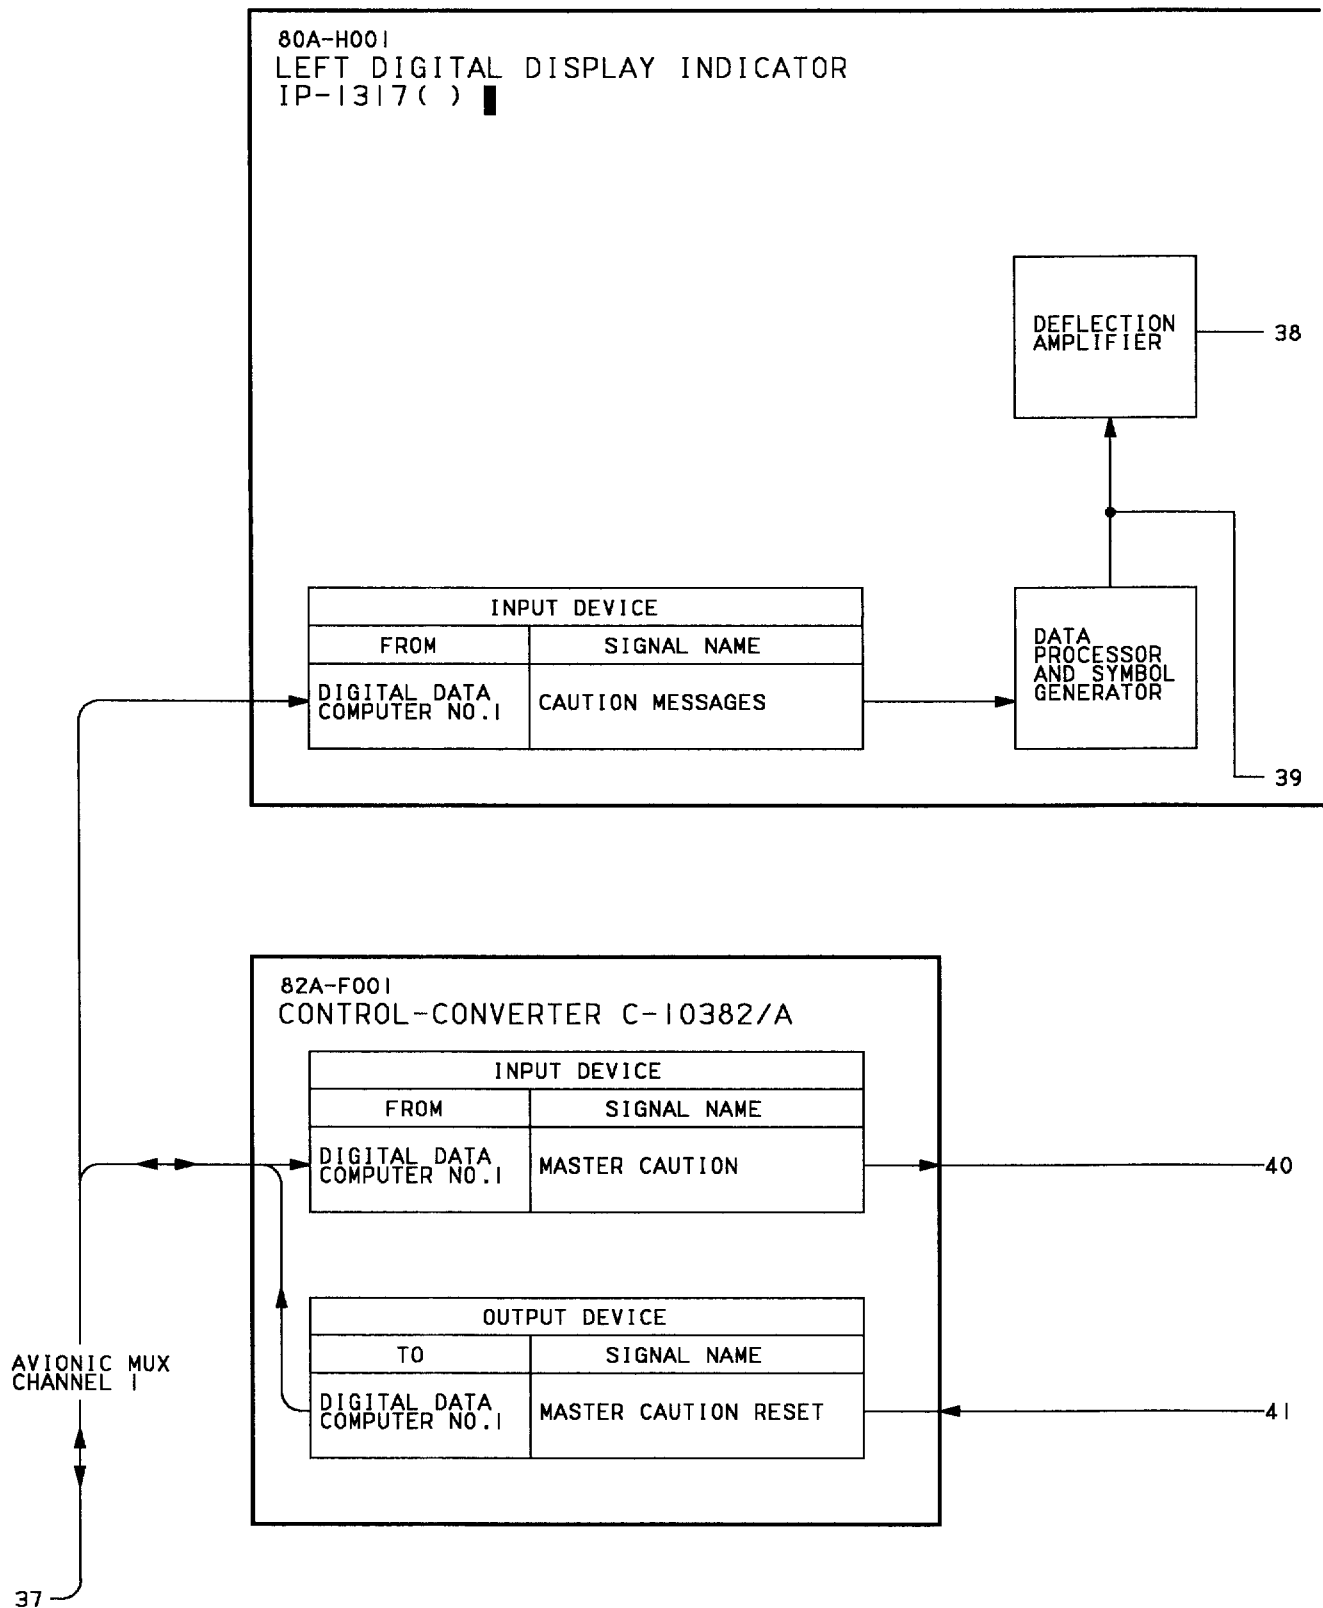 80A-H001
LEFT DIGITAL DISPLAY INDICATOR
IP-1317( )
DEFLECTION
AMPLIFIER
38
INPUT DEVICE
FROM SIGNAL NAME
DIGITAL DATA
COMPUTER NO.1
CAUTION MESSAGES
DATA
PROCESSOR
AND SYMBOL
GENERATOR
39
82A-F001
CONTROL-CONVERTER C-10382/A
INPUT DEVICE
FROM SIGNAL NAME
DIGITAL DATA
COMPUTER NO.1
MASTER CAUTION
40
OUTPUT DEVICE
TO SIGNAL NAME
DIGITAL DATA
COMPUTER NO.1
MASTER CAUTION RESET
41
AVIONIC MUX
CHANNEL 1
37